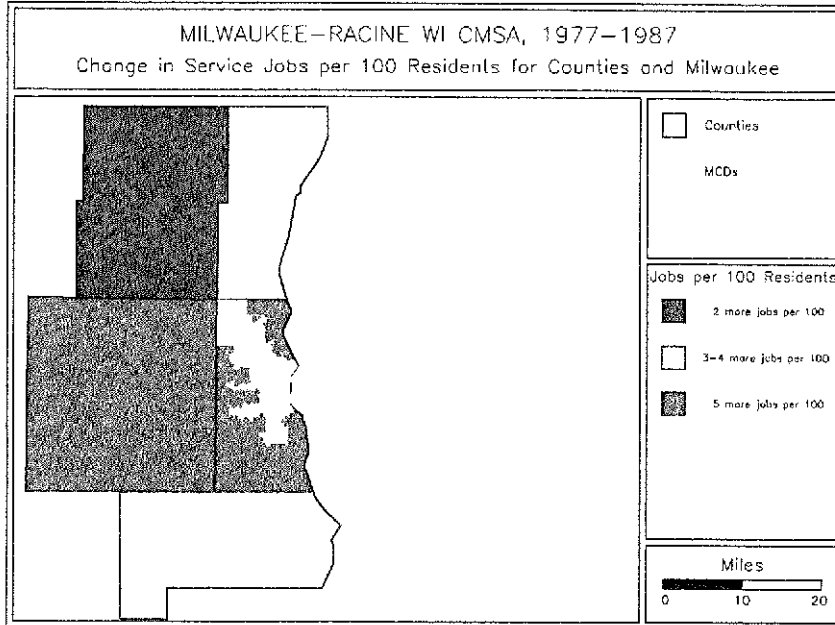 MILWAUKEE-RACINE WI CMSA, 1977-1987
Change in Service Jobs per 100 Resident for Counties and Milwaukee
Counties
MCDs
Jobs per 100 Residents
2 more jobs per 100
3-4 more jobs per 100
5 more jobs per 100
Miles
0 10 20